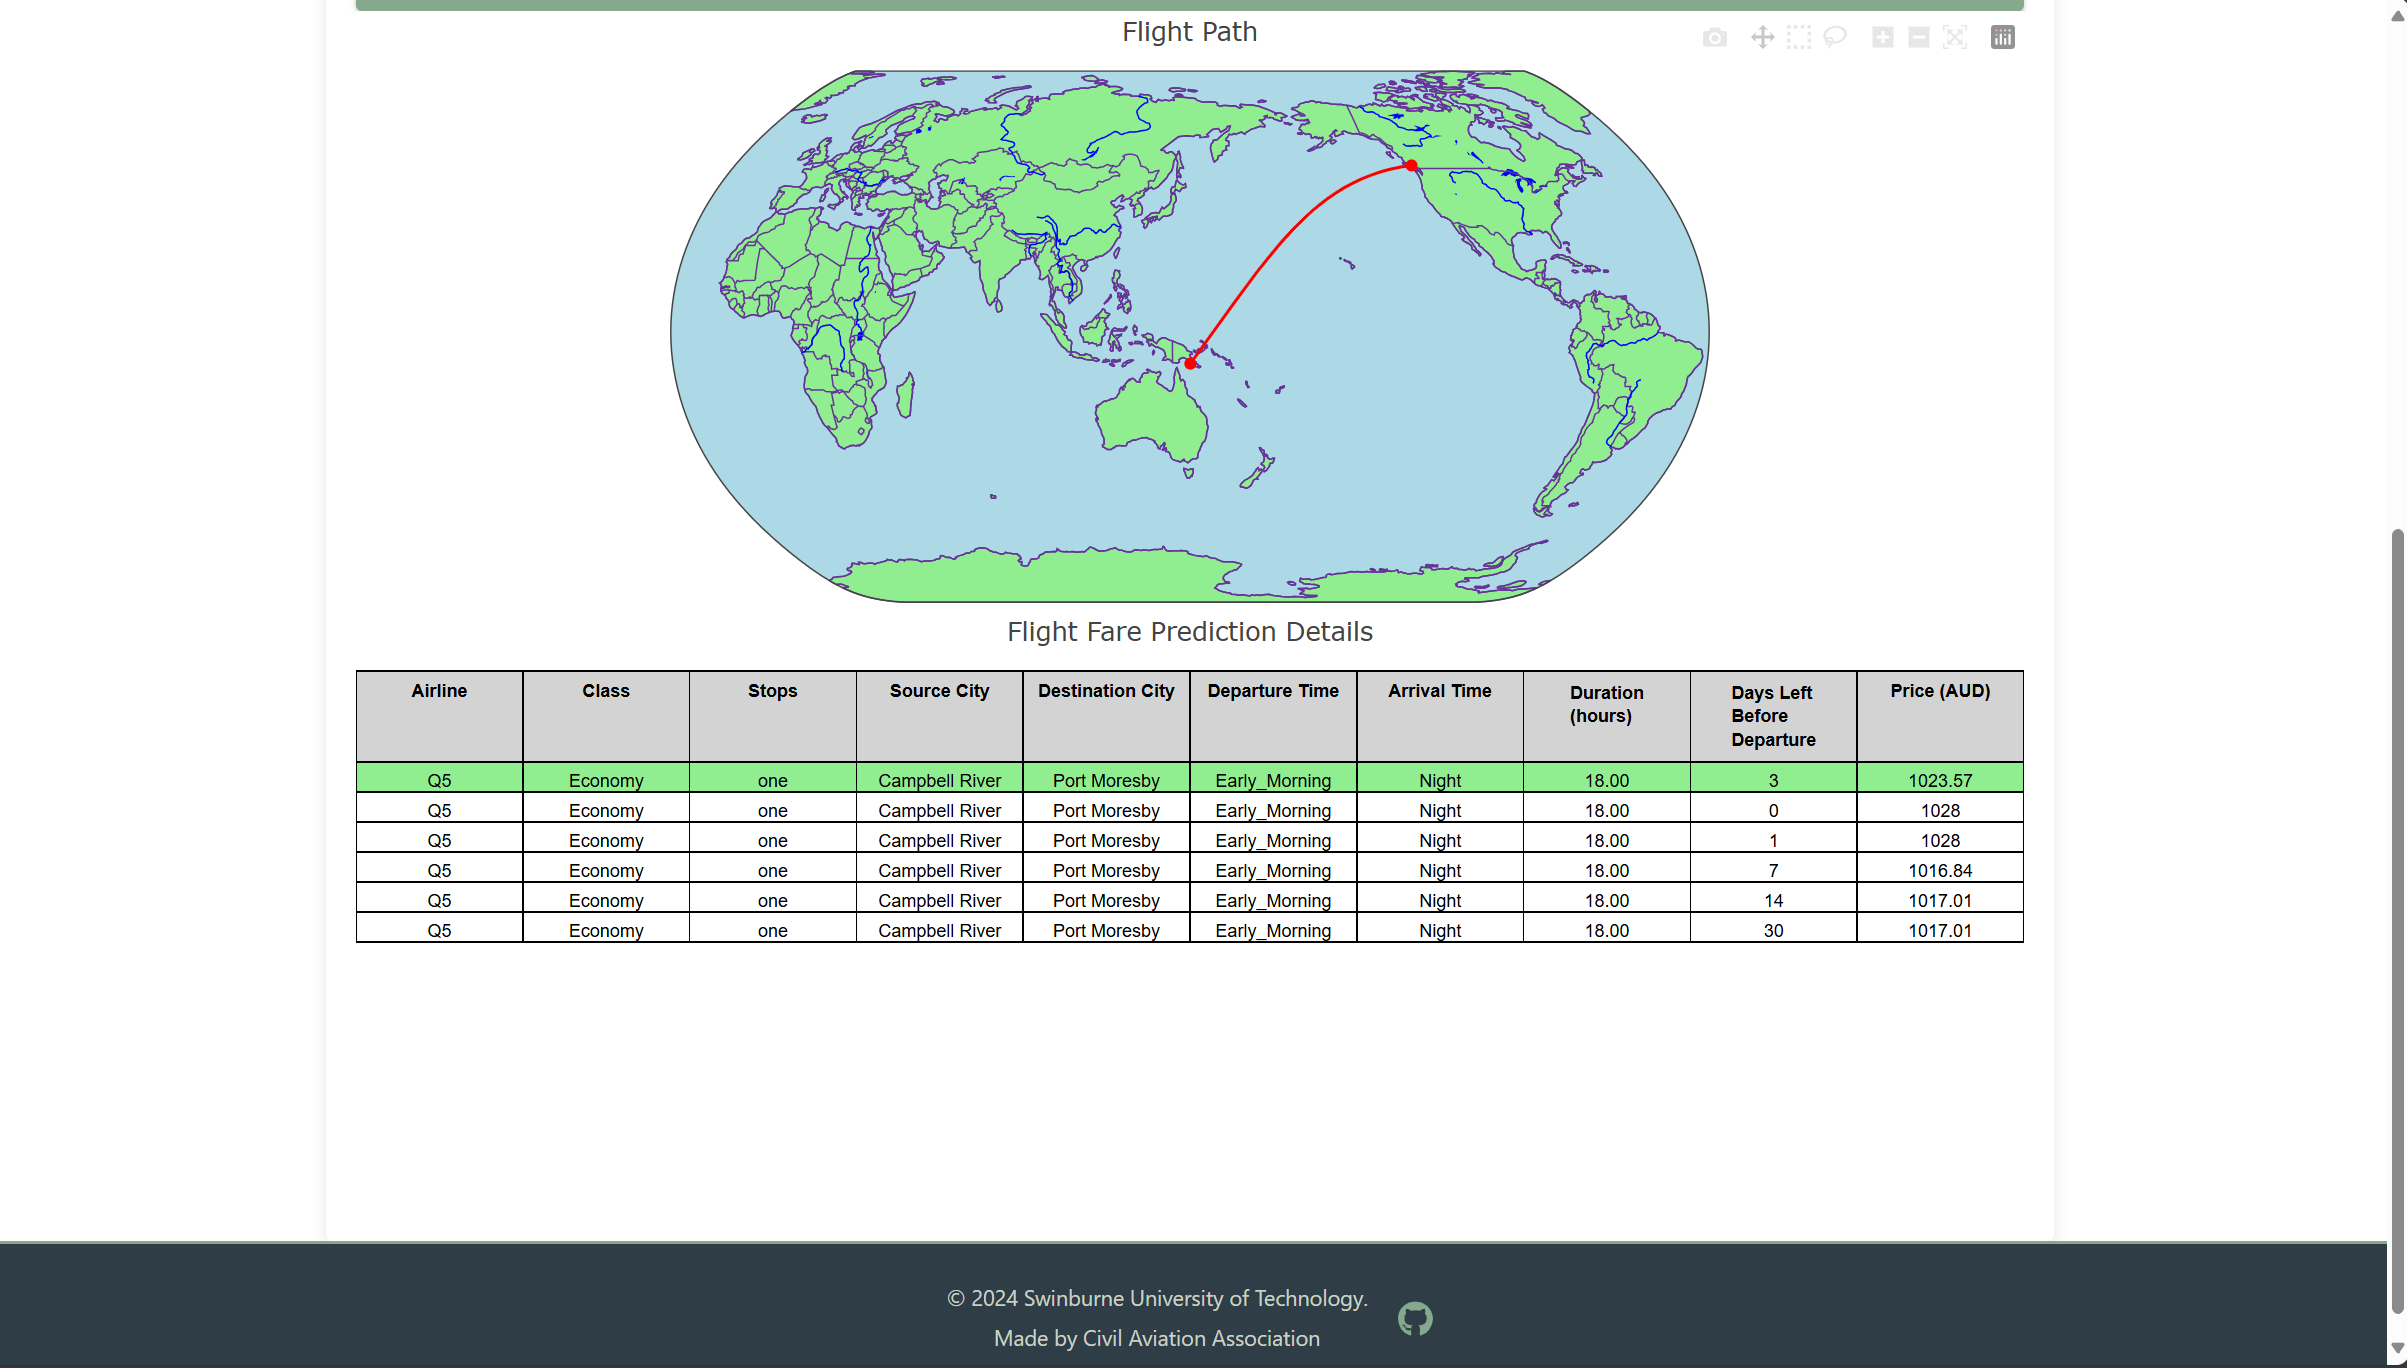 Flight Path
Flight Fare Prediction Details
Airline Class Stops Source City Destination City Departure Time Arrival Time Duration (hours) Days Left Before Departure Price (AUD)
Q5 Economy one Campbell River Port Moresby Early_Morning Night 18.00 3 1023.57
Q5 Economy one Campbell River Port Moresby Early_Morning Night 18.00 0 1028
Q5 Economy one Campbell River Port Moresby Early_Morning Night 18.00 1 1028
Q5 Economy one Campbell River Port Moresby Early_Morning Night 18.00 7 1016.84
Q5 Economy one Campbell River Port Moresby Early_Morning Night 18.00 14 1017.01
Q5 Economy one Campbell River Port Moresby Early_Morning Night 18.00 30 1017.01
© 2024 Swinburne University of Technology.
Made by Civil Aviation Association